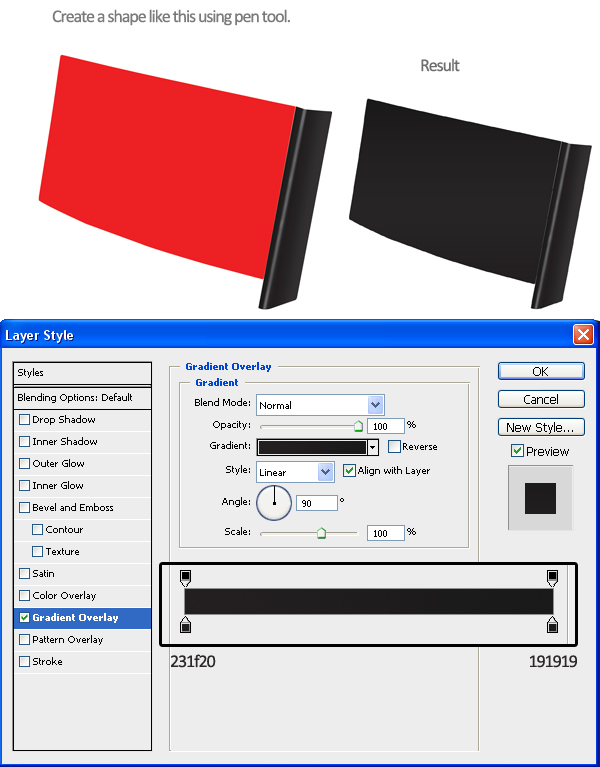 Create a shape like this using pen tool.
Result
Layer Style
Styles
Blending Options: Default
Drop Shadow
Inner Shadow
Outer Glow
Inner Glow
Bevel and Emboss
Contour
Texture
Satin
Color Overlay
Gradient Overlay
Pattern Overlay
Stroke
Gradient Overlay
Gradient
Blend Mode: Normal
Opacity: 100 %
Gradient: Reverse
Style: Linear Align with Layer
Angle: 90 °
Scale: 100 %
231f20 191919
OK
Cancel
New Style...
Preview